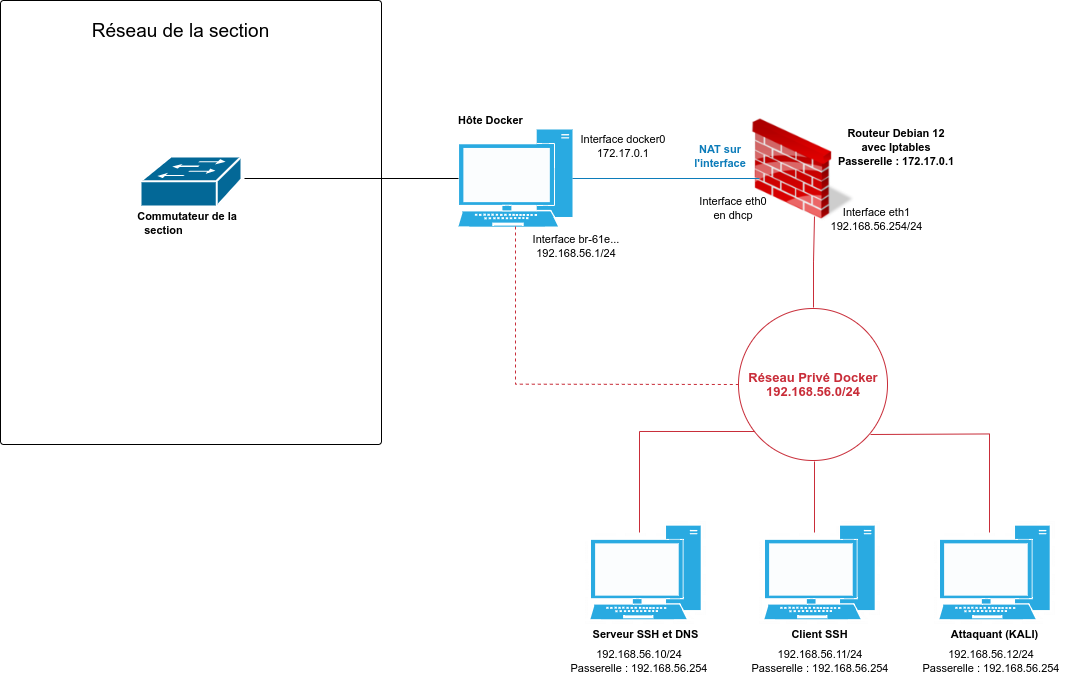 Réseau de la section
Commutateur de la
section
Hôte Docker
Interface docker0
172.17.0.1
Interface br-61e...
192.168.56.1/24
NAT sur
l'interface
Interface eth0
en dhcp
Routeur Debian 12
avec Iptables
Passerelle : 172.17.0.1
Interface eth1
192.168.56.254/24
Réseau Privé Docker
192.168.56.0/24
Serveur SSH et DNS
192.168.56.10/24
Passerelle : 192.168.56.254
Client SSH
192.168.56.11/24
Passerelle : 192.168.56.254
Attaquant (KALI)
192.168.56.12/24
Passerelle : 192.168.56.254